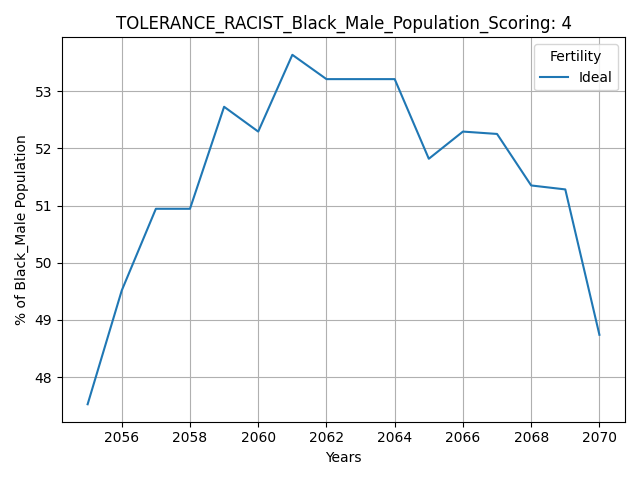 TOLERANCE_RACIST_Black_Male_Population_Scoring: 4
Fertility
Ideal
% of Black_Male Population
53
52
51
50
49
48
2056 2058 2060 2062 2064 2066 2068 2070
Years